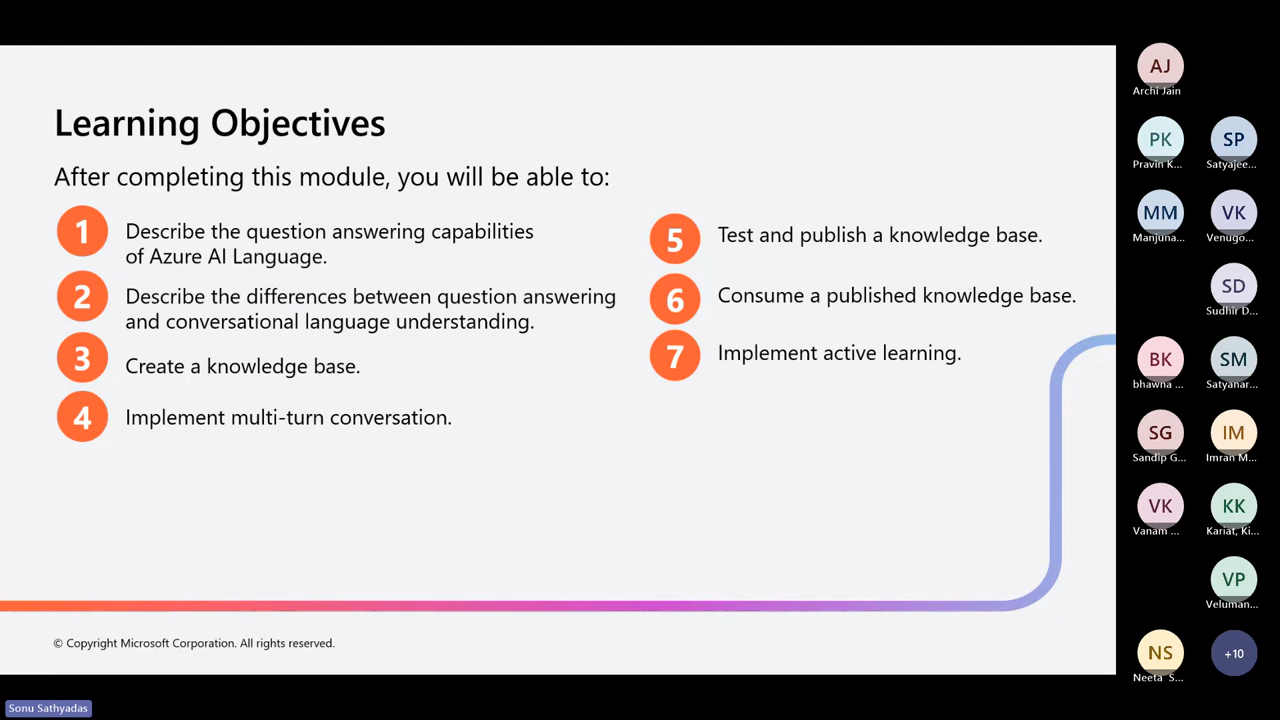 Learning Objectives
After completing this module, you will be able to:
1
Describe the question answering capabilities
of Azure AI Language.
2
Describe the differences between question answering
and conversational language understanding.
3
Create a knowledge base.
4
Implement multi-turn conversation.
5
Test and publish a knowledge base.
6
Consume a published knowledge base.
7
Implement active learning.
© Copyright Microsoft Corporation. All rights reserved.
Sonu Sathyadas
AJ
Archi Jain
PK
Pravin K...
SP
Satyajee...
MM
Manjuna...
VK
Venugo...
SD
Sudhir D...
BK
bhawna ...
SM
Satyanar...
SG
Sandip G...
IM
Imran M...
VK
Vanam ...
KK
Kariat, Ki...
VP
Veluman...
NS
Neeta S...
+10